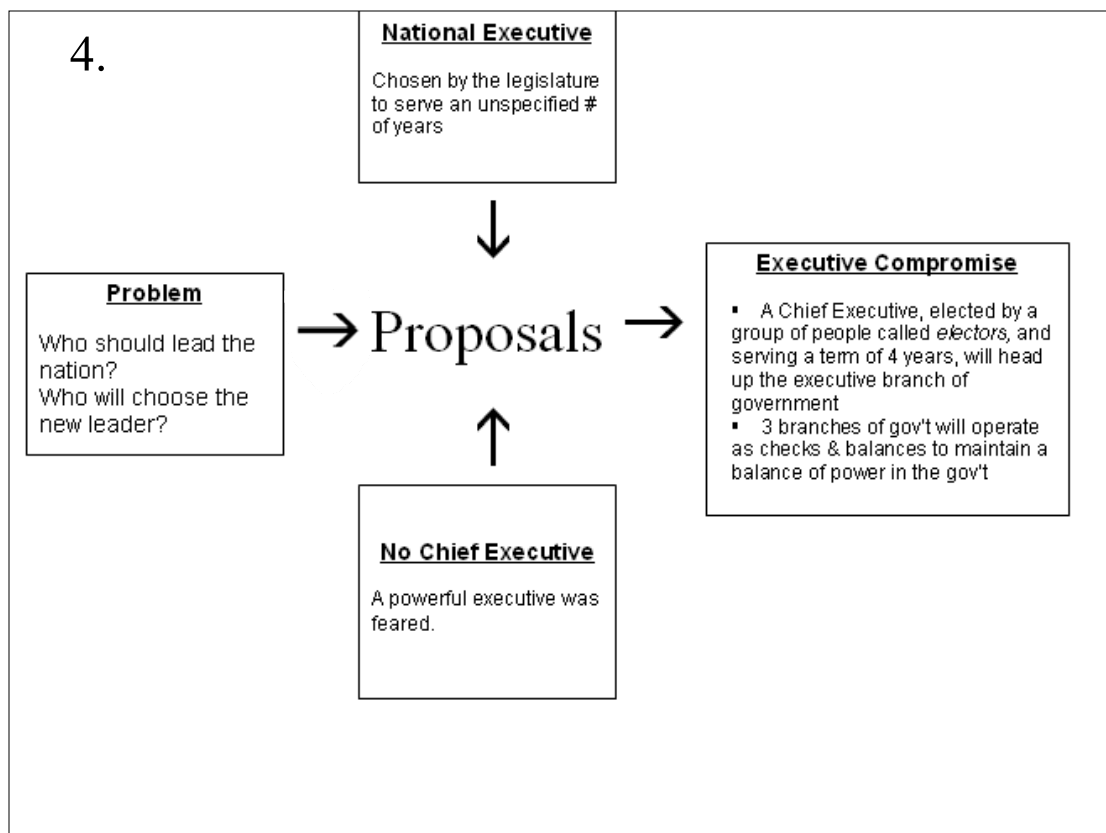 4.
National Executive
Chosen by the legislature
to serve an unspecified #
of years
Problem
Who should lead the
nation?
Who will choose the
new leader?
Proposals
Executive Compromise
▪ A Chief Executive, elected by a
group of people called electors, and
serving a term of 4 years, will head
up the executive branch of
government
▪ 3 branches of gov't will operate
as checks & balances to maintain a
balance of power in the gov't
No Chief Executive
A powerful executive was
feared.